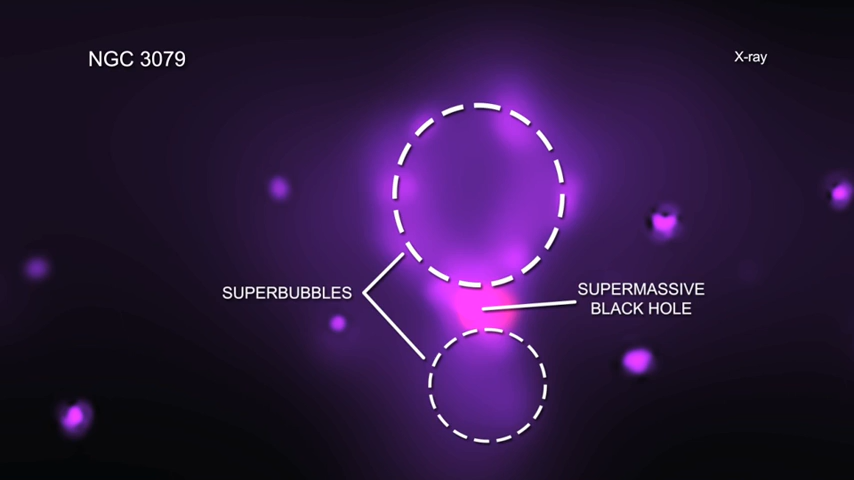 NGC 3079
X-ray
SUPERBUBBLES
SUPERMASSIVE
BLACK HOLE